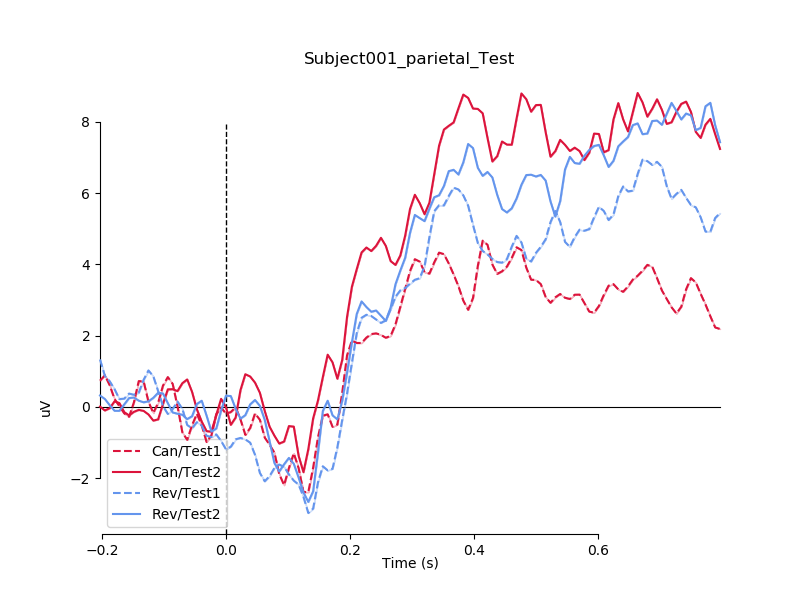 Subject001_parietal_Test
8
6
4
2
0
−2
uV
Can/Test1
Can/Test2
Rev/Test1
Rev/Test2
−0.2
0.0
0.2
0.4
0.6
Time (s)